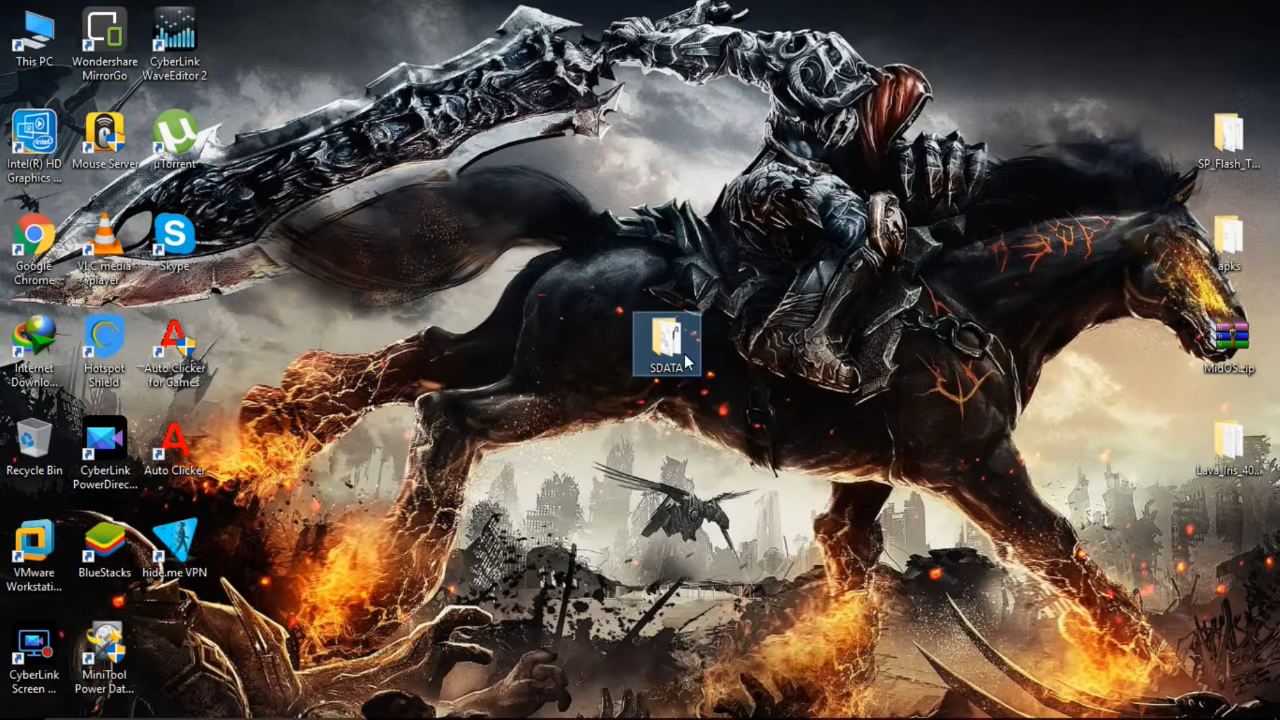 This PC
Wondershare
MirrorGo
CyberLink
WaveEditor 2
Intel(R) HD
Graphics ...
Mouse Server
µTorrent
Google
Chrome
VLC media
player
Skype
Internet
Downlo...
Hotspot
Shield
Auto Clicker
for Games
Recycle Bin
CyberLink
PowerDirec...
Auto Clicker
VMware
Workstati...
BlueStacks
hide.me VPN
CyberLink
Screen ...
MiniTool
Power Dat...
SDATA
SP_Flash_T...
apks
MidOS.zip
Lava_Iris_40...